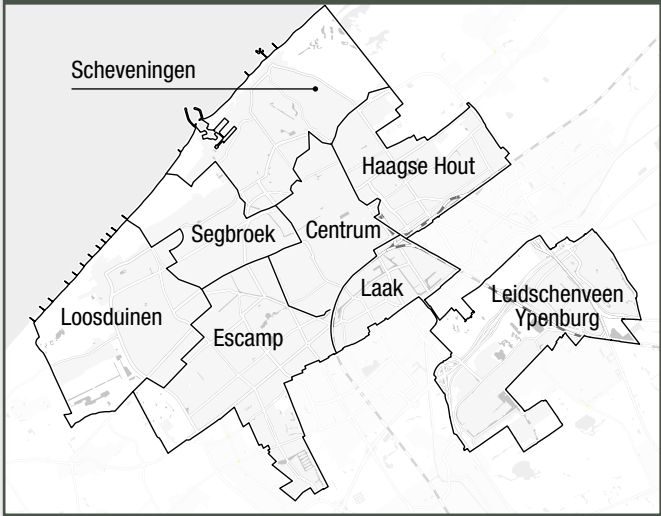 Scheveningen
Haagse Hout
Segbroek
Centrum
Laak
Leidschenveen
Ypenburg
Loosduinen
Escamp